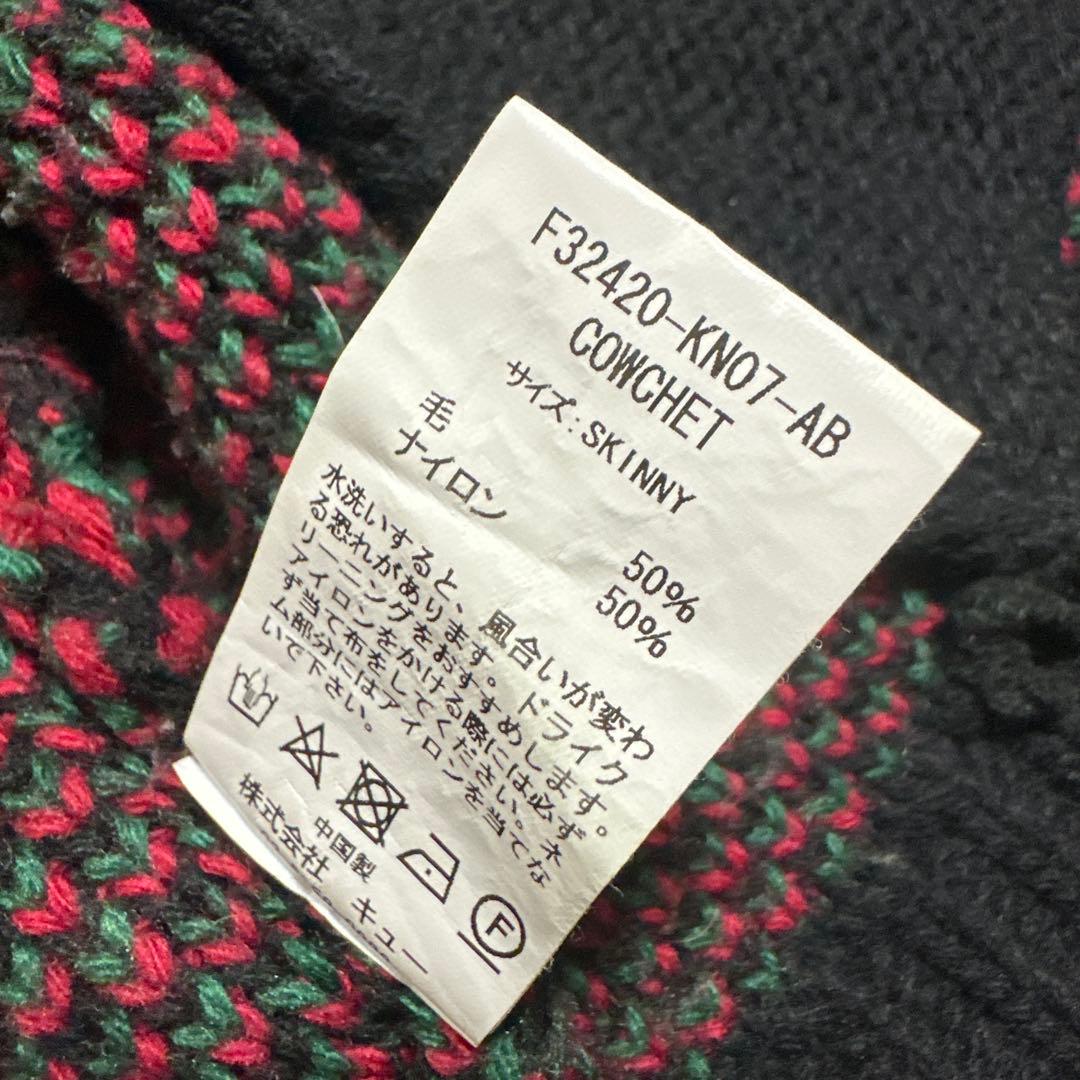 F32420-KN07-AB
COWCHET
サイズ:SKINNY
毛 50%
ナイロン 50%
水洗いすると、風合いが変わ
る恐れがあります。ドライク
リーニングをおすすめします。
アイロンをかける際には必ず
ず当て布をしてください。ネ
ム部分にはアイロンを当てな
いで下さい。
F
中国製
株式会社 キュー